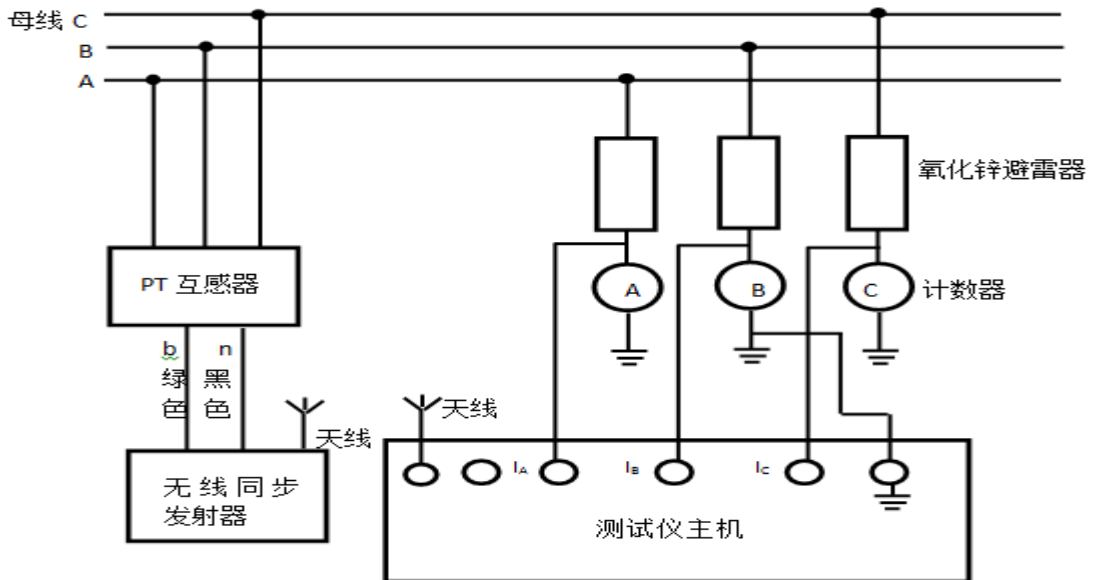 母线 C
B
A
氧化锌避雷器
PT 互感器
A
B
C
计数器
b n
绿色 黑色
天线
天线
IA
IB
IC
无线同步
发射器
测试仪主机